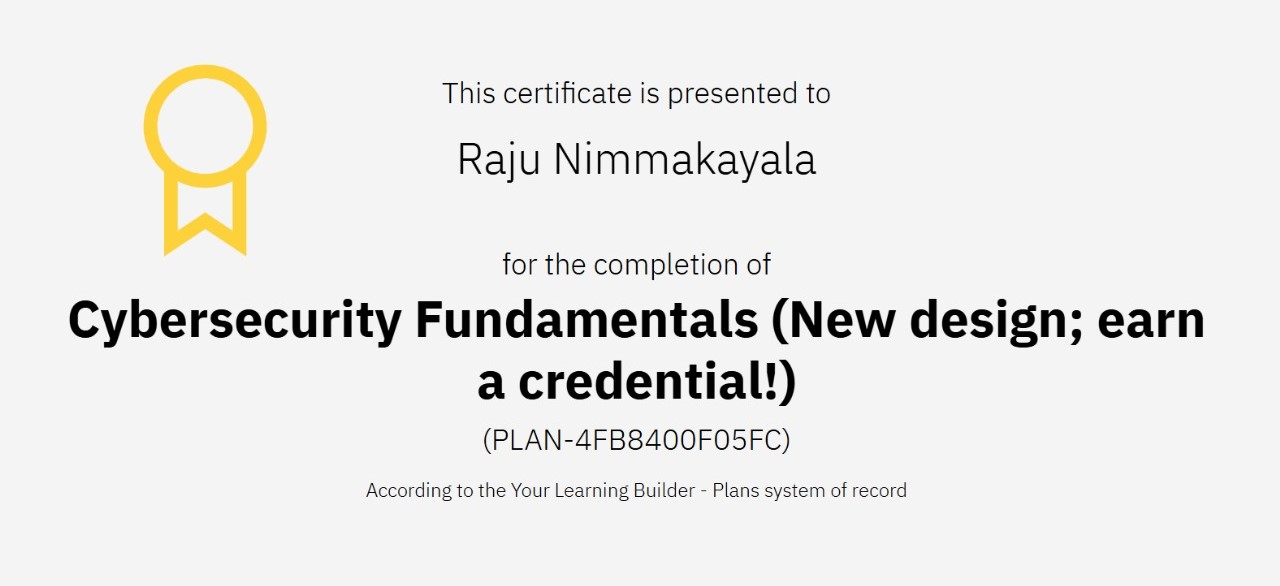 This certificate is presented to
Raju Nimmakayala
for the completion of
Cybersecurity Fundamentals (New design; earn
a credential!)
(PLAN-4FB8400F05FC)
According to the Your Learning Builder - Plans system of record